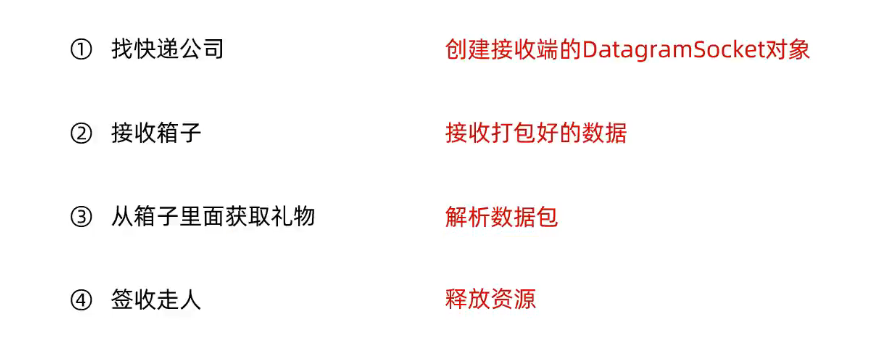 ① 找快递公司 创建接收端的DatagramSocket对象
② 接收箱子 接收打包好的数据
③ 从箱子里面获取礼物 解析数据包
④ 签收走人 释放资源